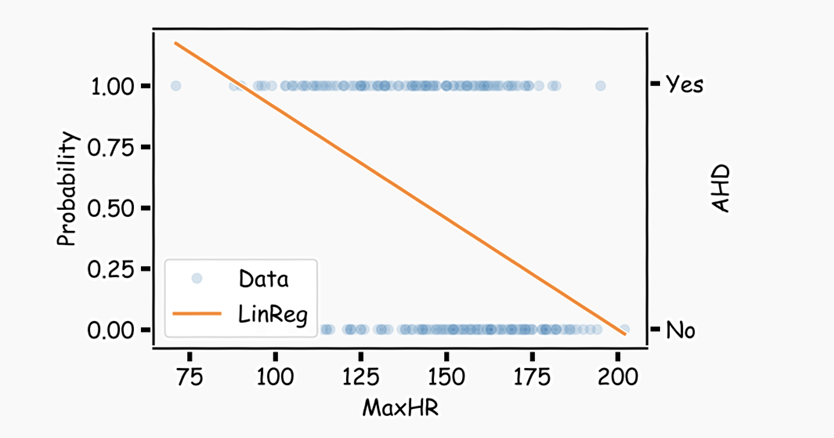 1.00
0.75
0.50
0.25
0.00
Probability
Yes
No
AHD
Data
LinReg
75 100 125 150 175 200
MaxHR